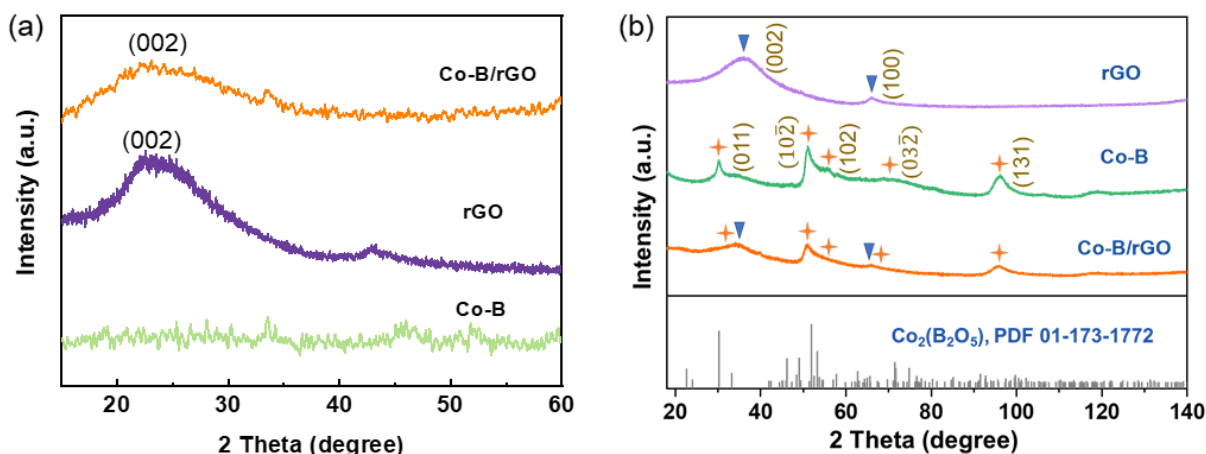 (a)
(002)
Co-B/rGO
(002)
rGO
Co-B
Intensity (a.u.)
20
30
40
50
60
2 Theta (degree)
(b)
(002)
(100)
rGO
(011)
(102̄)
(102)
(03̄2̄)
(131)
Co-B
Co-B/rGO
Intensity (a.u.)
Co₂(B₂O₅), PDF 01-173-1772
20
40
60
80
100
120
140
2 Theta (degree)